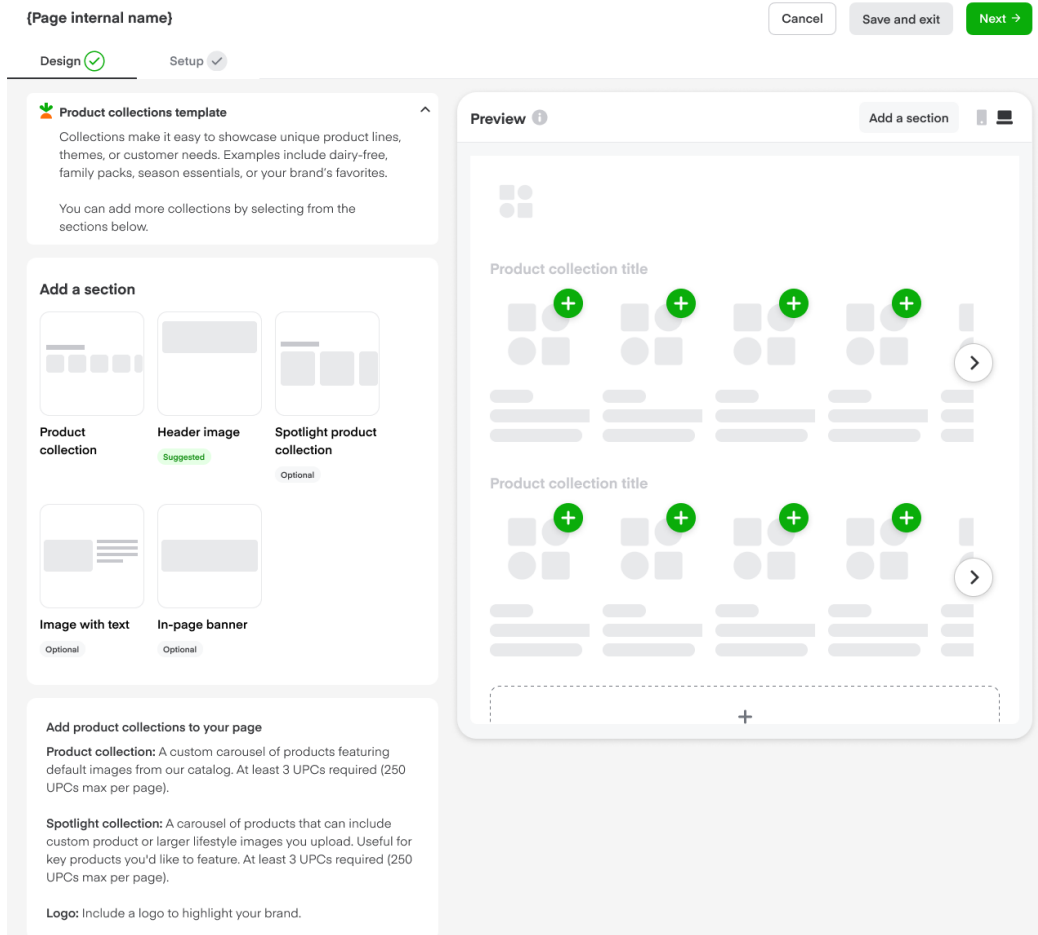 {Page internal name}
Cancel
Save and exit
Next →
Design
Setup
Product collections template
Collections make it easy to showcase unique product lines,
themes, or customer needs. Examples include dairy-free,
family packs, season essentials, or your brand’s favorites.
You can add more collections by selecting from the
sections below.
Add a section
Product
collection
Header image
Suggested
Spotlight product
collection
Optional
Image with text
Optional
In-page banner
Optional
Add product collections to your page
Product collection: A custom carousel of products featuring
default images from our catalog. At least 3 UPCs required (250
UPCs max per page).
Spotlight collection: A carousel of products that can include
custom product or larger lifestyle images you upload. Useful for
key products you'd like to feature. At least 3 UPCs required (250
UPCs max per page).
Logo: Include a logo to highlight your brand.
Preview
Add a section
Product collection title
Product collection title